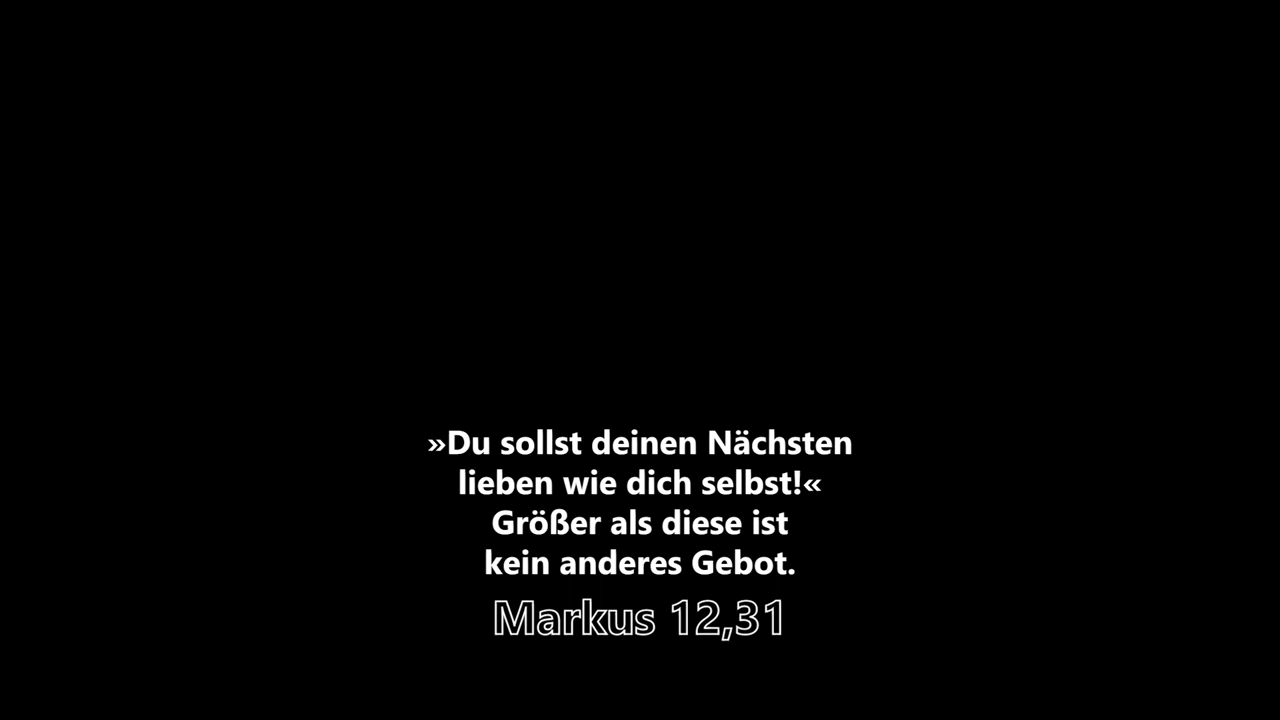 »Du sollst deinen Nächsten
lieben wie dich selbst!«
Größer als diese ist
kein anderes Gebot.
Markus 12,31